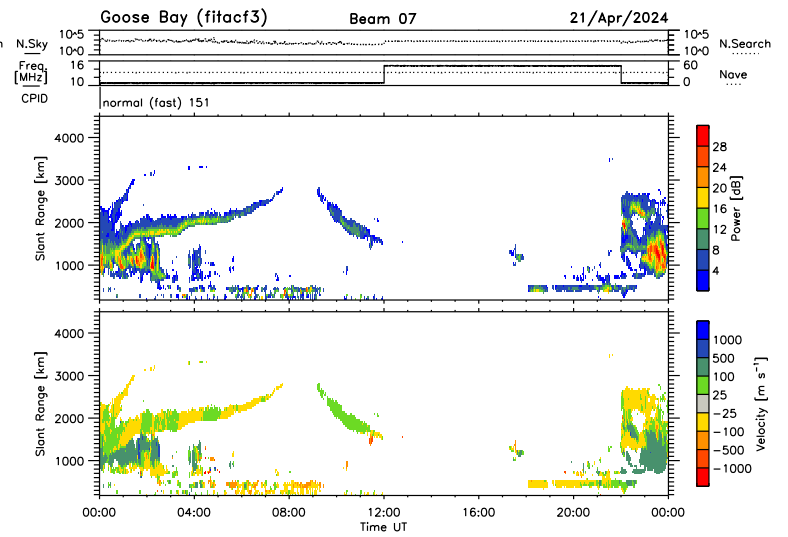 Goose Bay (fitacf3) Beam 07 21/Apr/2024
n N.Sky 10^5 10^5 N.Search
10^0 10^0
Freq. 16 60 Nave
[MHz] 10 0
CPID normal (fast) 151
4000
3000
2000
1000
Slant Range [km]
28
24
20
16
12
8
4
Power [dB]
4000
3000
2000
1000
Slant Range [km]
1000
500
100
25
-25
-100
-500
-1000
Velocity [m s⁻¹]
00:00 04:00 08:00 12:00 16:00 20:00 00:00
Time UT